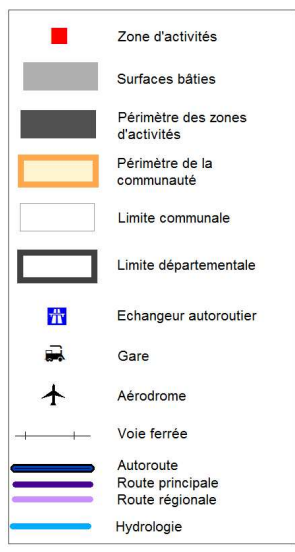 Zone d'activités
Surfaces bâties
Périmètre des zones
d'activités
Périmètre de la
communauté
Limite communale
Limite départementale
Echangeur autoroutier
Gare
Aérodrome
Voie ferrée
Autoroute
Route principale
Route régionale
Hydrologie